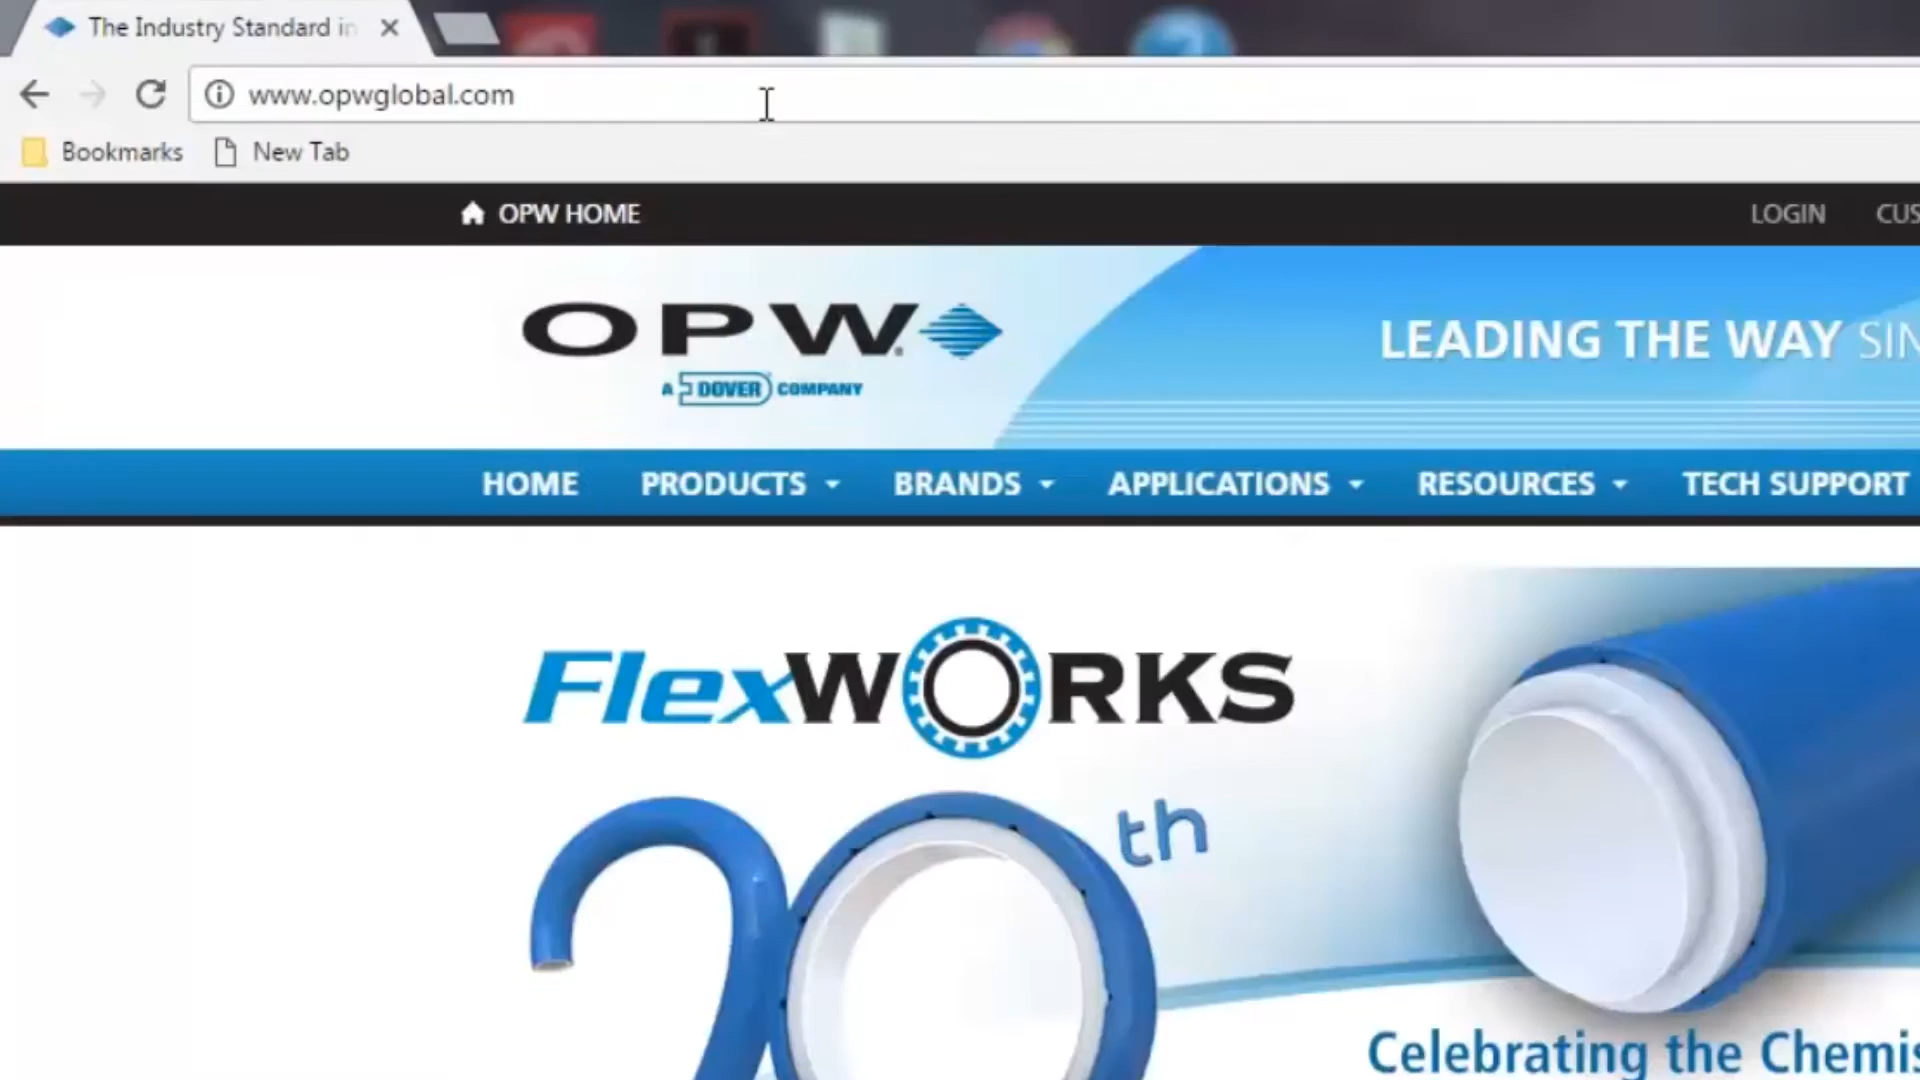 The Industry Standard in
www.opwglobal.com
Bookmarks New Tab
OPW HOME LOGIN
OPW
A DOVER COMPANY
LEADING THE WAY
HOME PRODUCTS BRANDS APPLICATIONS RESOURCES TECH SUPPORT
FlexWORKS
20th
Celebrating the